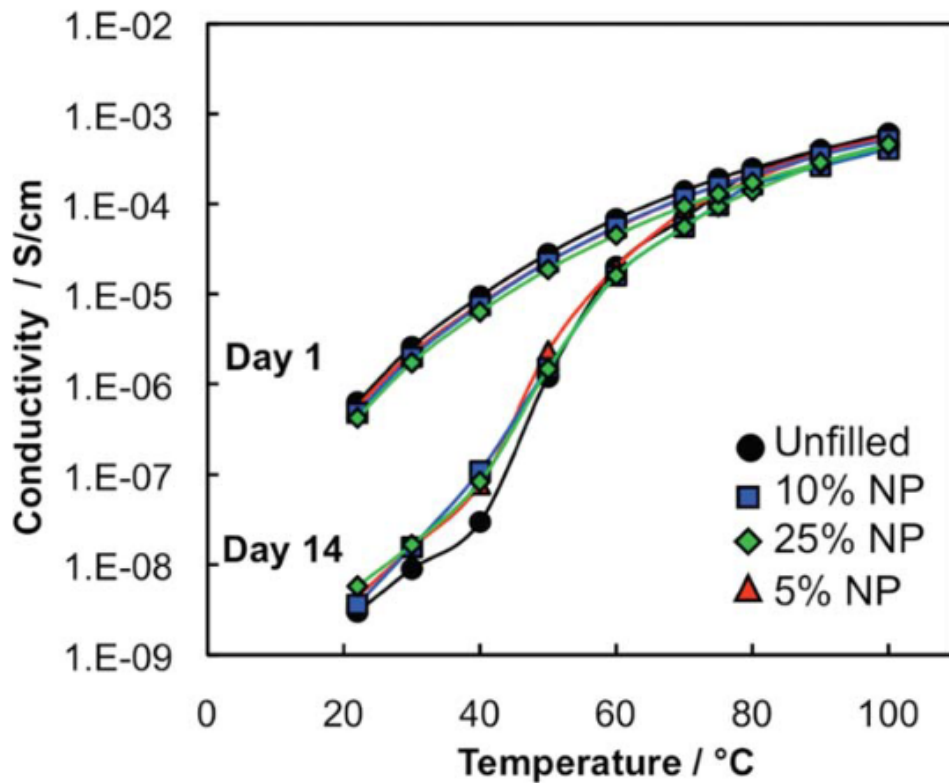 1.E-02
1.E-03
1.E-04
1.E-05
1.E-06
1.E-07
1.E-08
1.E-09
Conductivity / S/cm
Day 1
Day 14
Unfilled
10% NP
25% NP
5% NP
0 20 40 60 80 100
Temperature / °C